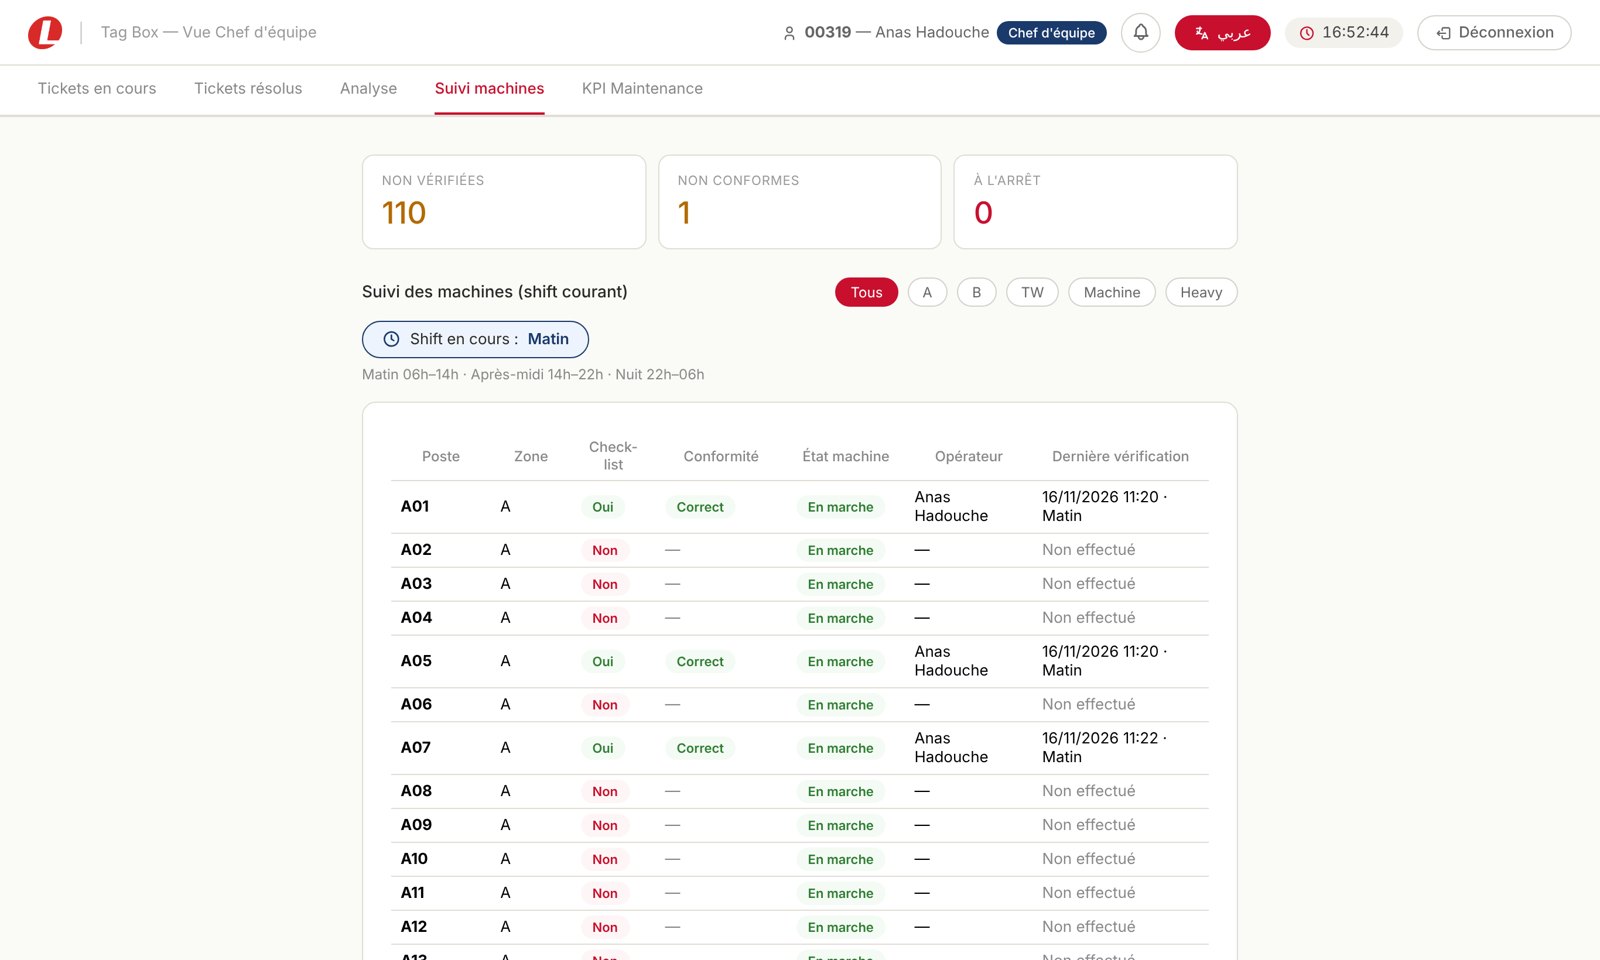 Tag Box — Vue Chef d'équipe
00319 — Anas Hadouche
Chef d'équipe
عربي
16:52:44
Déconnexion
Tickets en cours
Tickets résolus
Analyse
Suivi machines
KPI Maintenance
NON VÉRIFIÉES
110
NON CONFORMES
1
À L'ARRÊT
0
Suivi des machines (shift courant)
Tous
A
B
TW
Machine
Heavy
Shift en cours : Matin
Matin 06h–14h · Après-midi 14h–22h · Nuit 22h–06h
Poste Zone Check-list Conformité État machine Opérateur Dernière vérification
A01 A Oui Correct En marche Anas Hadouche 16/11/2026 11:20 · Matin
A02 A Non — En marche — Non effectué
A03 A Non — En marche — Non effectué
A04 A Non — En marche — Non effectué
A05 A Oui Correct En marche Anas Hadouche 16/11/2026 11:20 · Matin
A06 A Non — En marche — Non effectué
A07 A Oui Correct En marche Anas Hadouche 16/11/2026 11:22 · Matin
A08 A Non — En marche — Non effectué
A09 A Non — En marche — Non effectué
A10 A Non — En marche — Non effectué
A11 A Non — En marche — Non effectué
A12 A Non — En marche — Non effectué
A13 A Non En marche Non effectué